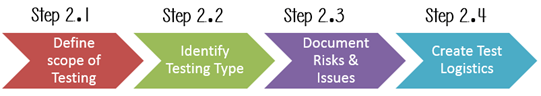 Step 2.1
Step 2.2
Step 2.3
Step 2.4
Define
scope of
Testing
Identify
Testing Type
Document
Risks &
Issues
Create Test
Logistics